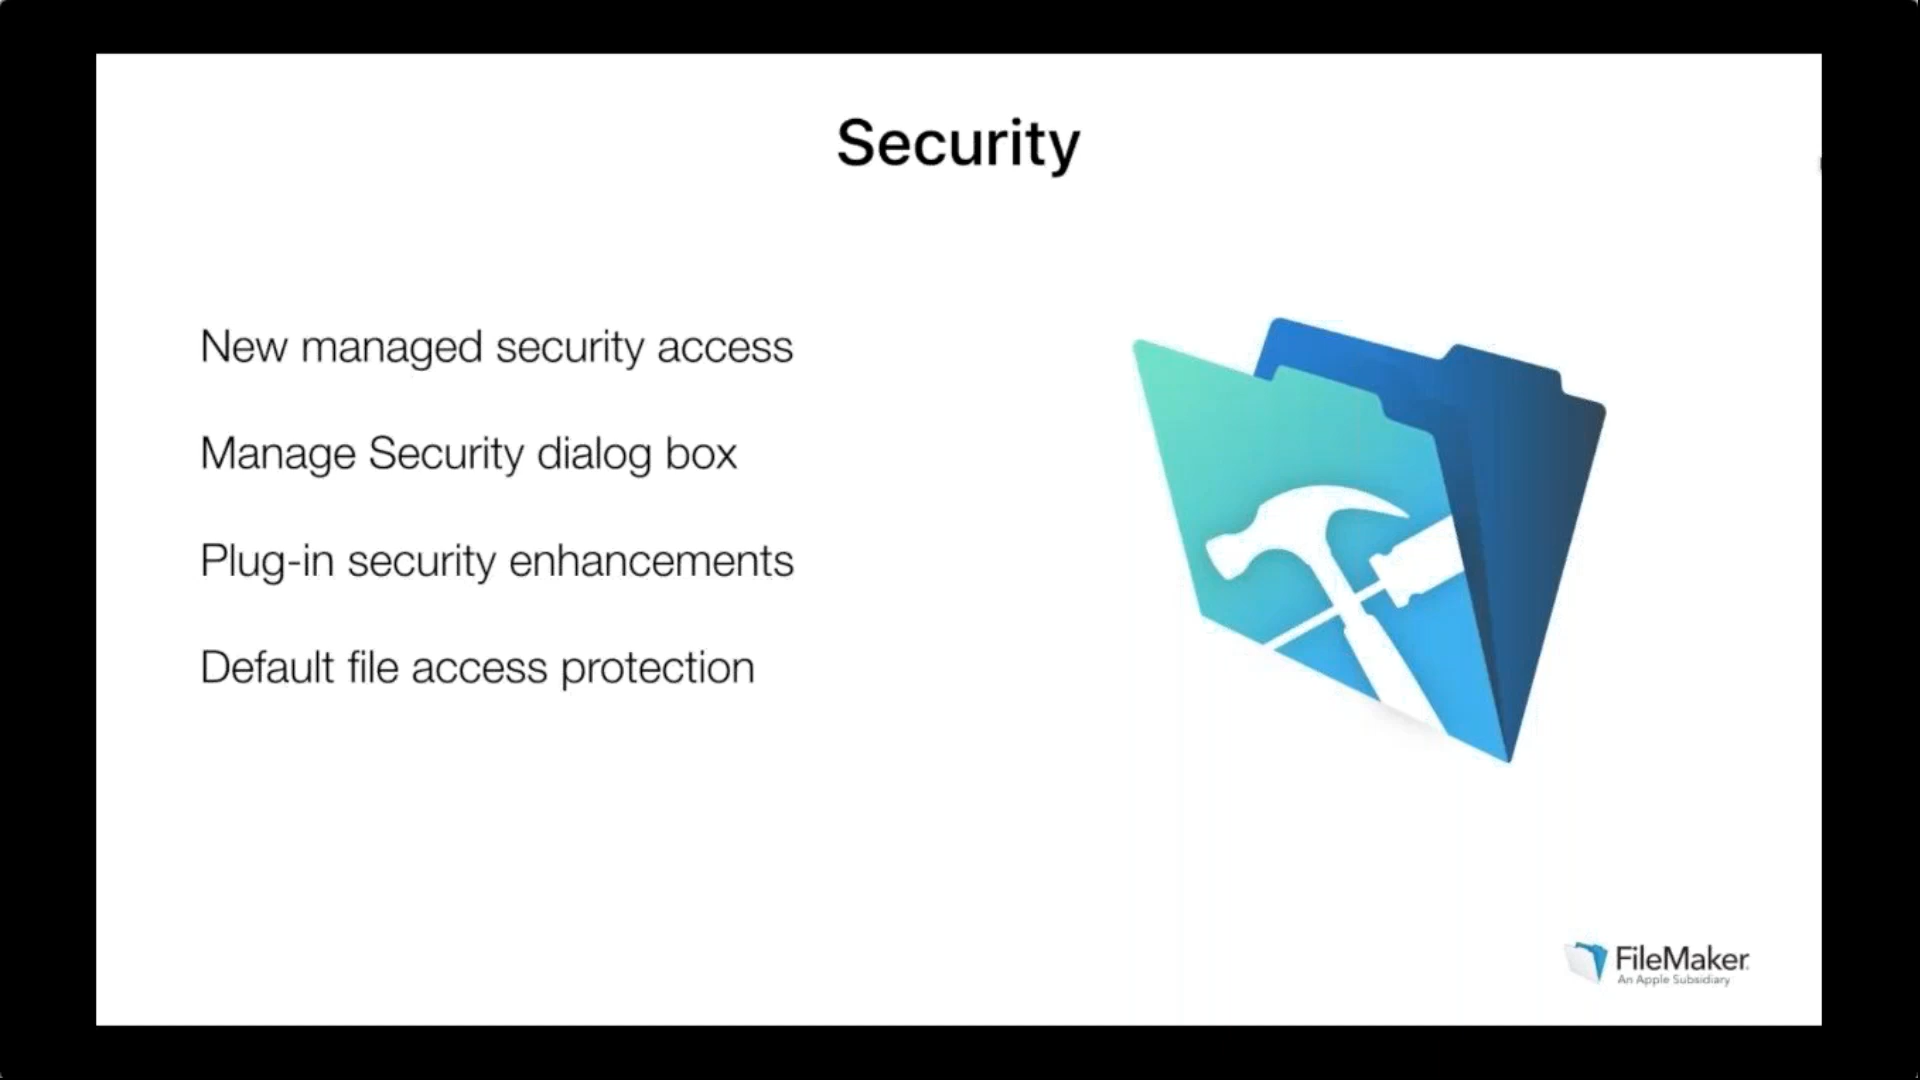 Security
New managed security access
Manage Security dialog box
Plug-in security enhancements
Default file access protection
FileMaker
An Apple Subsidiary